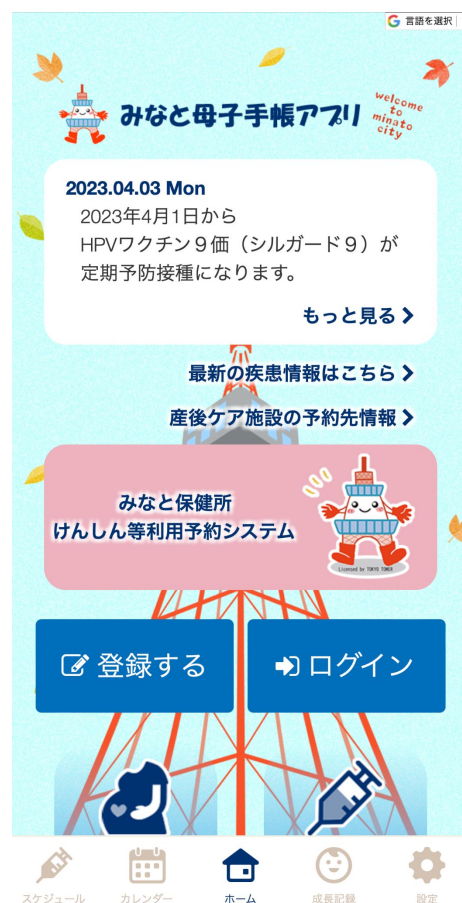 言語を選択
みなと母子手帳アプリ
welcome
to
minato
city
2023.04.03 Mon
2023年4月1日から
HPVワクチン９価（シルガード９）が
定期予防接種になります。
もっと見る
最新の疾患情報はこちら
産後ケア施設の予約先情報
みなと保健所
けんしん等利用予約システム
Licensed by TOKYO TOWER
登録する
ログイン
スケジュール
カレンダー
ホーム
成長記録
設定